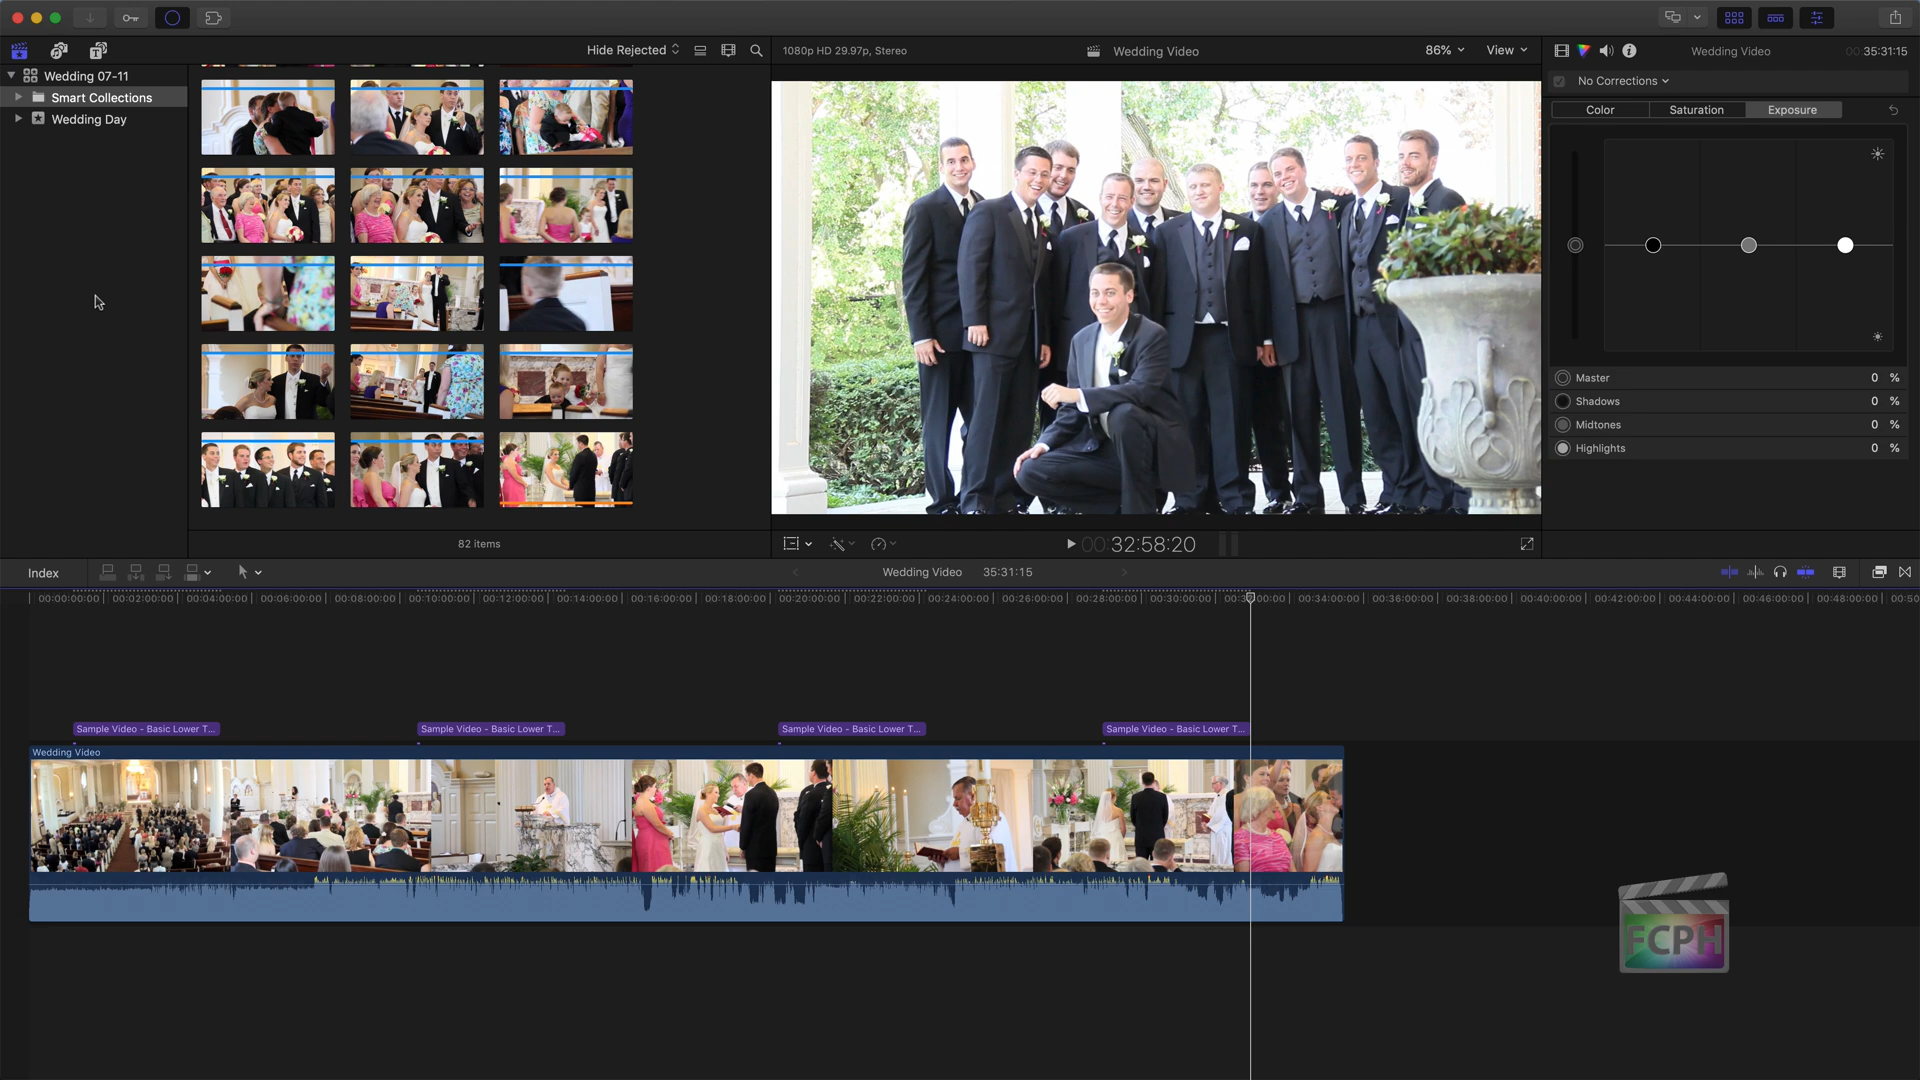 Hide Rejected
1080p HD 29.97p, Stereo
Wedding Video
86%
View
Wedding Video
00 35:31:15
Wedding 07-11
Smart Collections
Wedding Day
No Corrections
Color
Saturation
Exposure
Master
0 %
Shadows
0 %
Midtones
0 %
Highlights
0 %
82 items
00:32:58:20
Index
Wedding Video
35:31:15
00:00:00:00
00:02:00:00
00:04:00:00
00:06:00:00
00:08:00:00
00:10:00:00
00:12:00:00
00:14:00:00
00:16:00:00
00:18:00:00
00:20:00:00
00:22:00:00
00:24:00:00
00:26:00:00
00:28:00:00
00:30:00:00
00:34:00:00
00:36:00:00
00:38:00:00
00:40:00:00
00:42:00:00
00:44:00:00
00:46:00:00
00:48:00:00
00:50
Sample Video - Basic Lower T...
Sample Video - Basic Lower T...
Sample Video - Basic Lower T...
Sample Video - Basic Lower T...
Wedding Video
FCPH